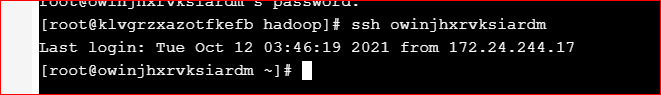 [root@owinjhxrvksiardm's password:
[root@klvgrzxazotfkefb hadoop]# ssh owinjhxrvksiardm
Last login: Tue Oct 12 03:46:19 2021 from 172.24.244.17
[root@owinjhxrvksiardm ~]#